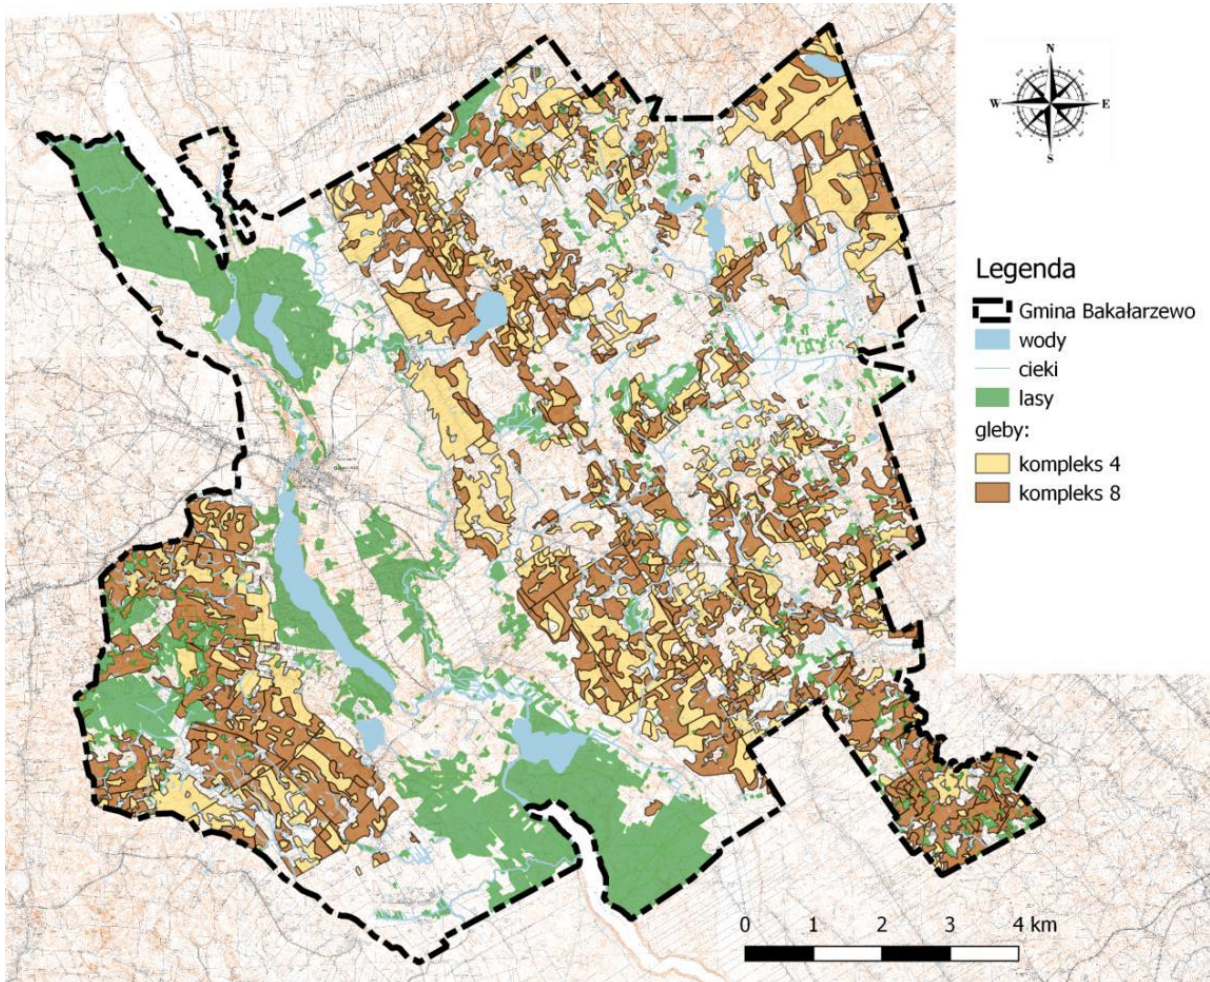 N
W
E
S
Legenda
Gmina Bakałarzewo
wody
cieki
lasy
gleby:
kompleks 4
kompleks 8
0 1 2 3 4 km